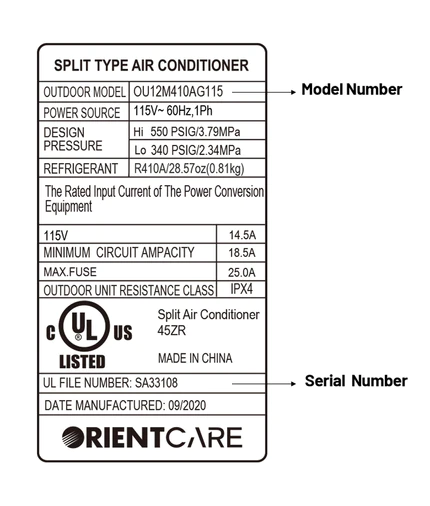 SPLIT TYPE AIR CONDITIONER
OUTDOOR MODEL OU12M410AG115 Model Number
POWER SOURCE 115V~ 60Hz,1Ph
DESIGN PRESSURE Hi 550 PSIG/3.79MPa
Lo 340 PSIG/2.34MPa
REFRIGERANT R410A/28.57oz(0.81kg)
The Rated Input Current of The Power Conversion
Equipment
115V 14.5A
MINIMUM CIRCUIT AMPACITY 18.5A
MAX.FUSE 25.0A
OUTDOOR UNIT RESISTANCE CLASS IPX4
C UL ® US
LISTED
Split Air Conditioner
45ZR
MADE IN CHINA
UL FILE NUMBER: SA33108 Serial Number
DATE MANUFACTURED: 09/2020
ORIENTCARE